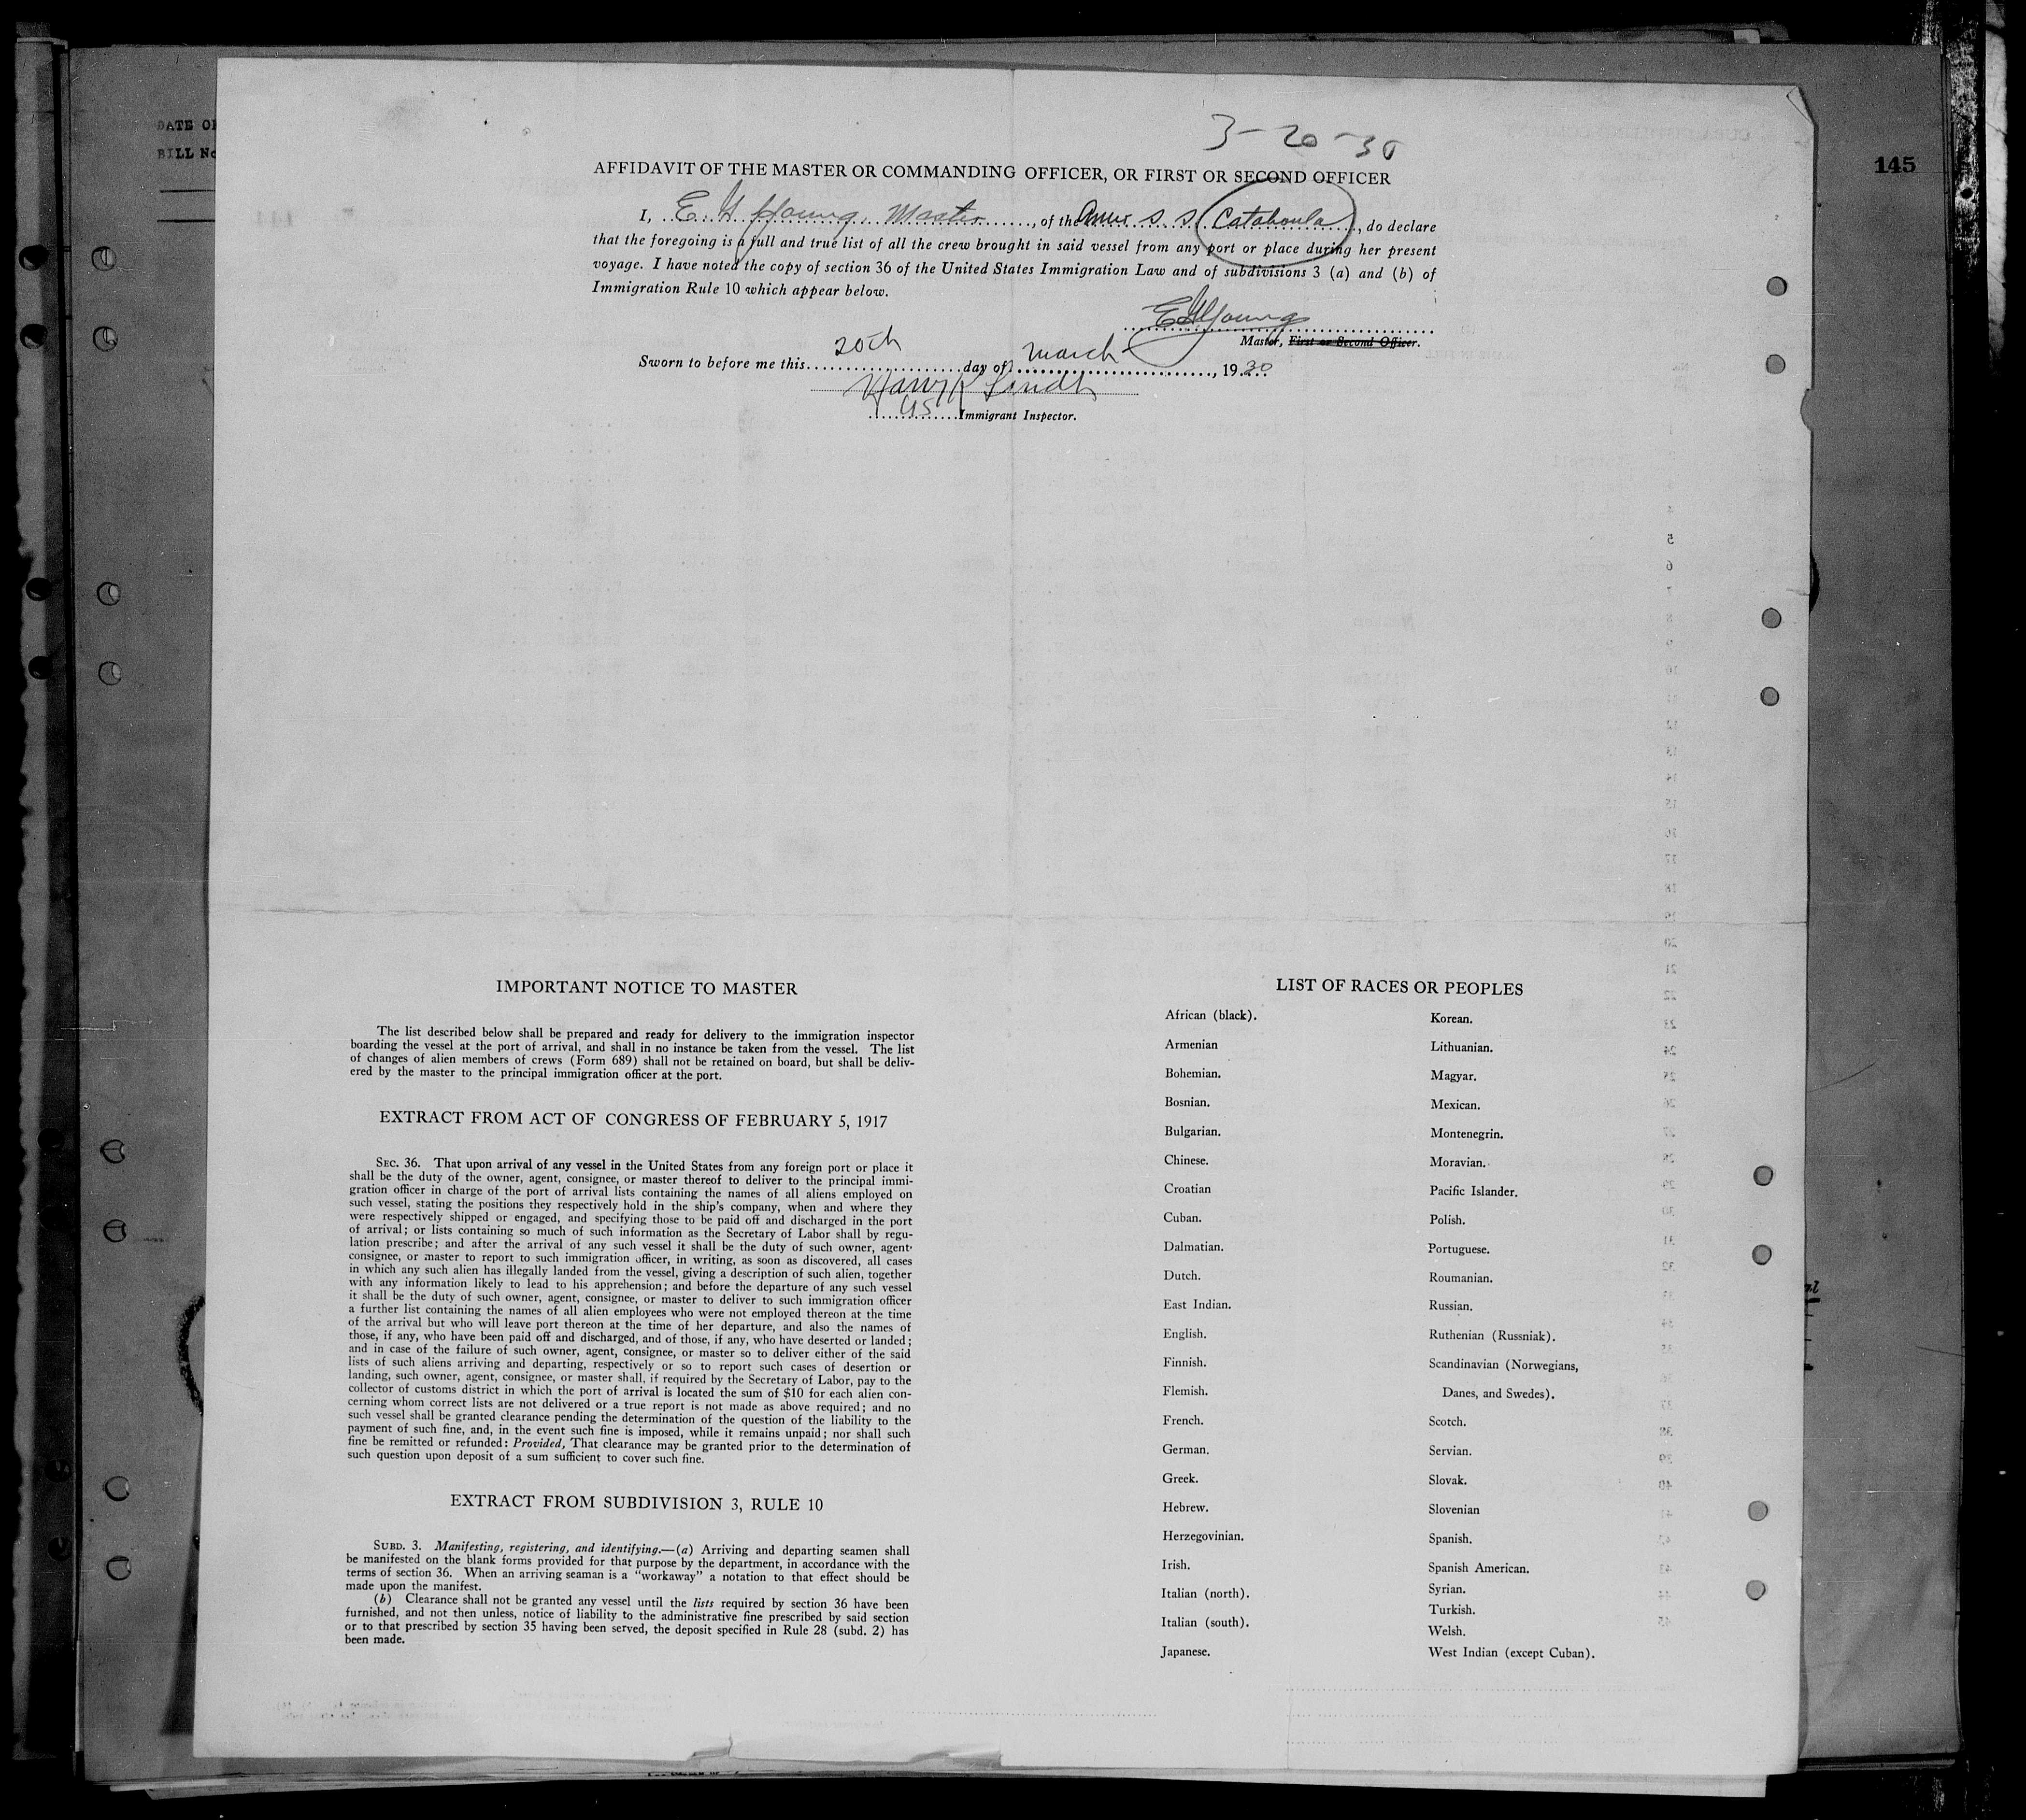 DATE OF
BILL No
145
3-20-30
AFFIDAVIT OF THE MASTER OR COMMANDING OFFICER, OR FIRST OR SECOND OFFICER
I, E G Young, Master, of the Amer S S Catahoula, do declare
that the foregoing is a full and true list of all the crew brought in said vessel from any port or place during her present
voyage. I have noted the copy of section 36 of the United States Immigration Law and of subdivisions 3 (a) and (b) of
Immigration Rule 10 which appear below.
E G Young
Master, First or Second Officer.
Sworn to before me this 20th day of March, 1930
Harry
US Immigrant Inspector.
IMPORTANT NOTICE TO MASTER
The list described below shall be prepared and ready for delivery to the immigration inspector
boarding the vessel at the port of arrival, and shall in no instance be taken from the vessel. The list
of changes of alien members of crews (Form 689) shall not be retained on board, but shall be deliv-
ered by the master to the principal immigration officer at the port.
EXTRACT FROM ACT OF CONGRESS OF FEBRUARY 5, 1917
SEC. 36. That upon arrival of any vessel in the United States from any foreign port or place it
shall be the duty of the owner, agent, consignee, or master thereof to deliver to the principal immi-
gration officer in charge of the port of arrival lists containing the names of all aliens employed on
such vessel, stating the positions they respectively hold in the ship's company, when and where they
were respectively shipped or engaged, and specifying those to be paid off and discharged in the port
of arrival; or lists containing so much of such information as the Secretary of Labor shall by regu-
lation prescribe; and after the arrival of any such vessel it shall be the duty of such owner, agent,
consignee, or master to report to such immigration officer, in writing, as soon as discovered, all cases
in which any such alien has illegally landed from the vessel, giving a description of such alien, together
with any information likely to lead to his apprehension; and before the departure of any such vessel
it shall be the duty of such owner, agent, consignee, or master to deliver to such immigration officer
a further list containing the names of all alien employees who were not employed thereon at the time
of the arrival but who will leave port thereon at the time of her departure, and also the names of
those, if any, who have been paid off and discharged, and of those, if any, who have deserted or landed;
and in case of the failure of such owner, agent, consignee, or master so to deliver either of the said
lists of such aliens arriving and departing, respectively or so to report such cases of desertion or
landing, such owner, agent, consignee, or master shall, if required by the Secretary of Labor, pay to the
collector of customs district in which the port of arrival is located the sum of $10 for each alien con-
cerning whom correct lists are not delivered or a true report is not made as above required; and no
such vessel shall be granted clearance pending the determination of the question of the liability to the
payment of such fine, and, in the event such fine is imposed, while it remains unpaid; nor shall such
fine be remitted or refunded: Provided, That clearance may be granted prior to the determination of
such question upon deposit of a sum sufficient to cover such fine.
EXTRACT FROM SUBDIVISION 3, RULE 10
SUBD. 3. Manifesting, registering, and identifying.—(a) Arriving and departing seamen shall
be manifested on the blank forms provided for that purpose by the department, in accordance with the
terms of section 36. When an arriving seaman is a "workaway" a notation to that effect should be
made upon the manifest.
(b) Clearance shall not be granted any vessel until the lists required by section 36 have been
furnished, and not then unless, notice of liability to the administrative fine prescribed by said section
or to that prescribed by section 35 having been served, the deposit specified in Rule 28 (subd. 2) has
been made.
LIST OF RACES OR PEOPLES
African (black).
Armenian
Bohemian.
Bosnian.
Bulgarian.
Chinese.
Croatian
Cuban.
Dalmatian.
Dutch.
East Indian.
English.
Finnish.
Flemish.
French.
German.
Greek.
Hebrew.
Herzegovinian.
Irish.
Italian (north).
Italian (south).
Japanese.
Korean.
Lithuanian.
Magyar.
Mexican.
Montenegrin.
Moravian.
Pacific Islander.
Polish.
Portuguese.
Roumanian.
Russian.
Ruthenian (Russniak).
Scandinavian (Norwegians,
Danes, and Swedes).
Scotch.
Servian.
Slovak.
Slovenian
Spanish.
Spanish American.
Syrian.
Turkish.
Welsh.
West Indian (except Cuban).